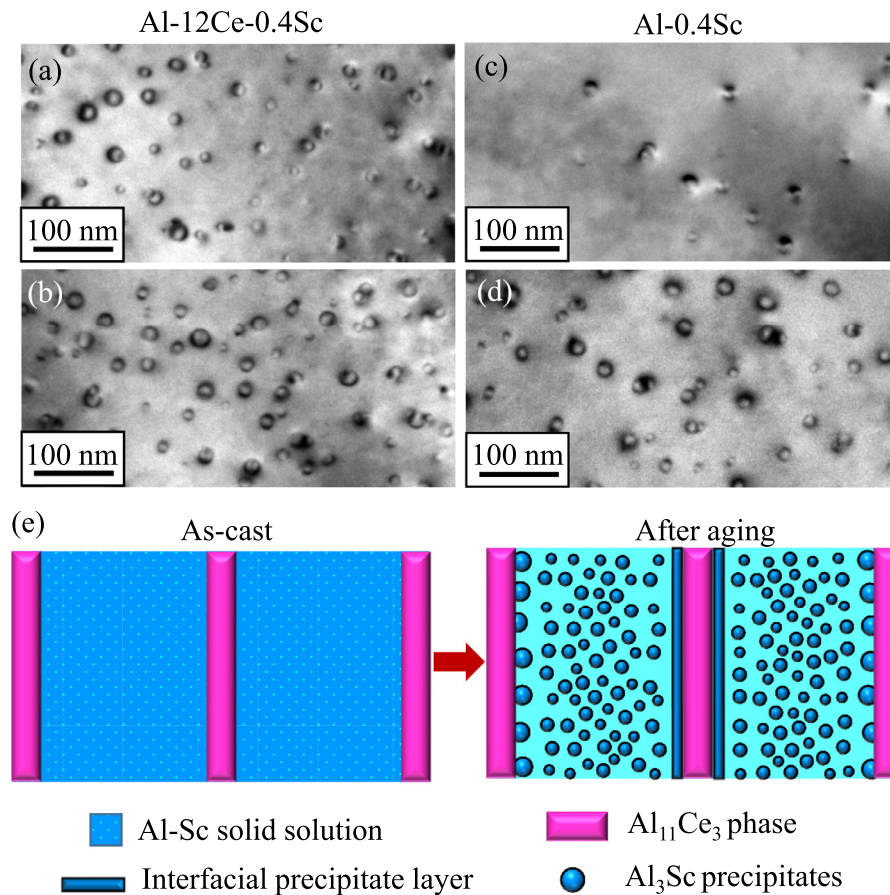 Al-12Ce-0.4Sc
Al-0.4Sc
(a)
100 nm
(c)
100 nm
(b)
100 nm
(d)
100 nm
(e)
As-cast
After aging
Al-Sc solid solution
Al₁₁Ce₃ phase
Interfacial precipitate layer
Al₃Sc precipitates